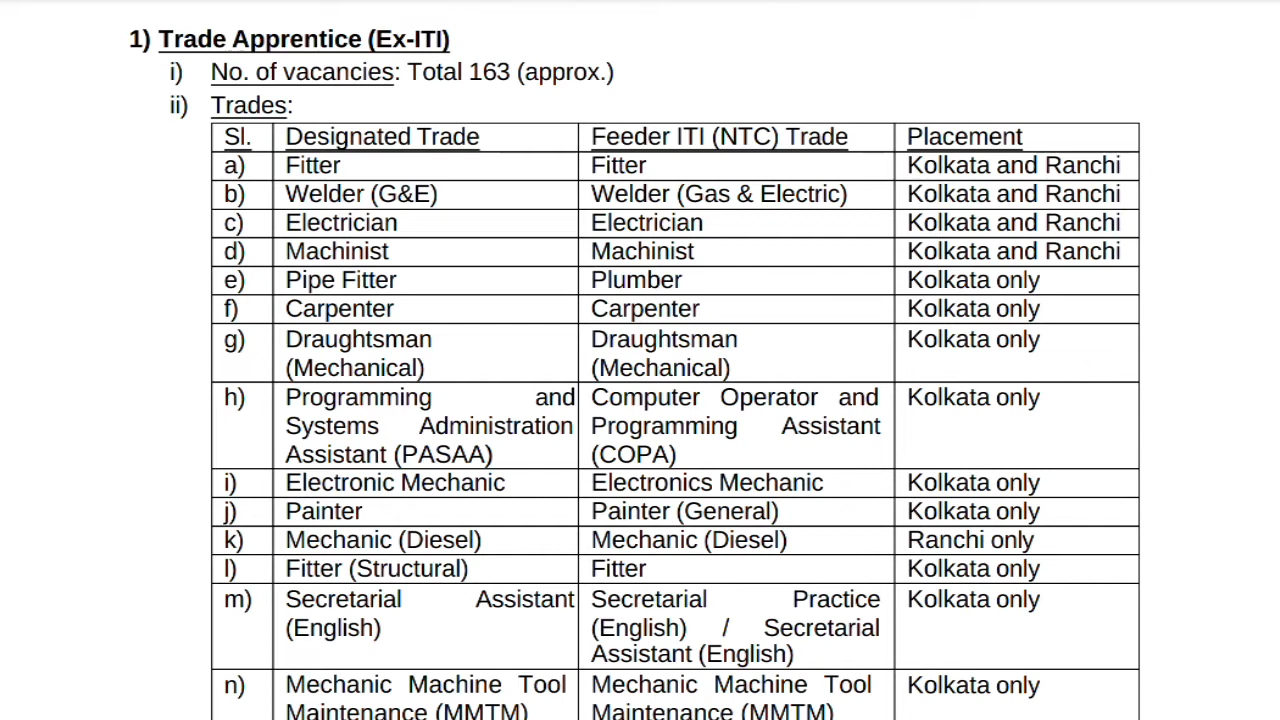 1) Trade Apprentice (Ex-ITI)
i) No. of vacancies: Total 163 (approx.)
ii) Trades:
Sl. Designated Trade Feeder ITI (NTC) Trade Placement
a) Fitter Fitter Kolkata and Ranchi
b) Welder (G&E) Welder (Gas & Electric) Kolkata and Ranchi
c) Electrician Electrician Kolkata and Ranchi
d) Machinist Machinist Kolkata and Ranchi
e) Pipe Fitter Plumber Kolkata only
f) Carpenter Carpenter Kolkata only
g) Draughtsman Draughtsman Kolkata only
(Mechanical) (Mechanical)
h) Programming and Computer Operator and Kolkata only
Systems Administration Programming Assistant
Assistant (PASAA) (COPA)
i) Electronic Mechanic Electronics Mechanic Kolkata only
j) Painter Painter (General) Kolkata only
k) Mechanic (Diesel) Mechanic (Diesel) Ranchi only
l) Fitter (Structural) Fitter Kolkata only
m) Secretarial Assistant Secretarial Practice Kolkata only
(English) (English) / Secretarial
Assistant (English)
n) Mechanic Machine Tool Mechanic Machine Tool Kolkata only
Maintenance (MMTM) Maintenance (MMTM)